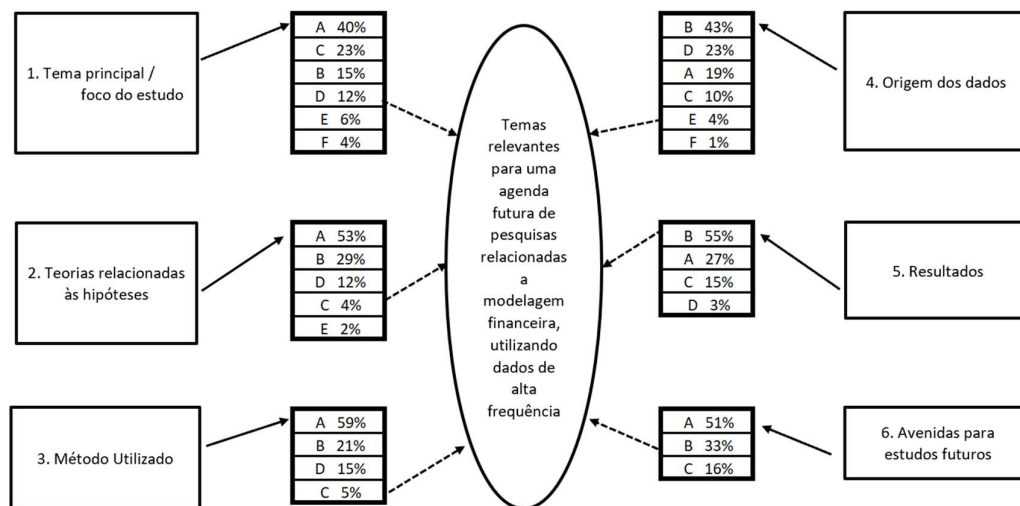 1. Tema principal /
foco do estudo
A 40%
C 23%
B 15%
D 12%
E 6%
F 4%
2. Teorias relacionadas
às hipóteses
A 53%
B 29%
D 12%
C 4%
E 2%
3. Método Utilizado
A 59%
B 21%
D 15%
C 5%
Temas
relevantes
para uma
agenda
futura de
pesquisas
relacionadas
a
modelagem
financeira,
utilizando
dados de
alta
frequência
B 43%
D 23%
A 19%
C 10%
E 4%
F 1%
4. Origem dos dados
B 55%
A 27%
C 15%
D 3%
5. Resultados
A 51%
B 33%
C 16%
6. Avenidas para
estudos futuros